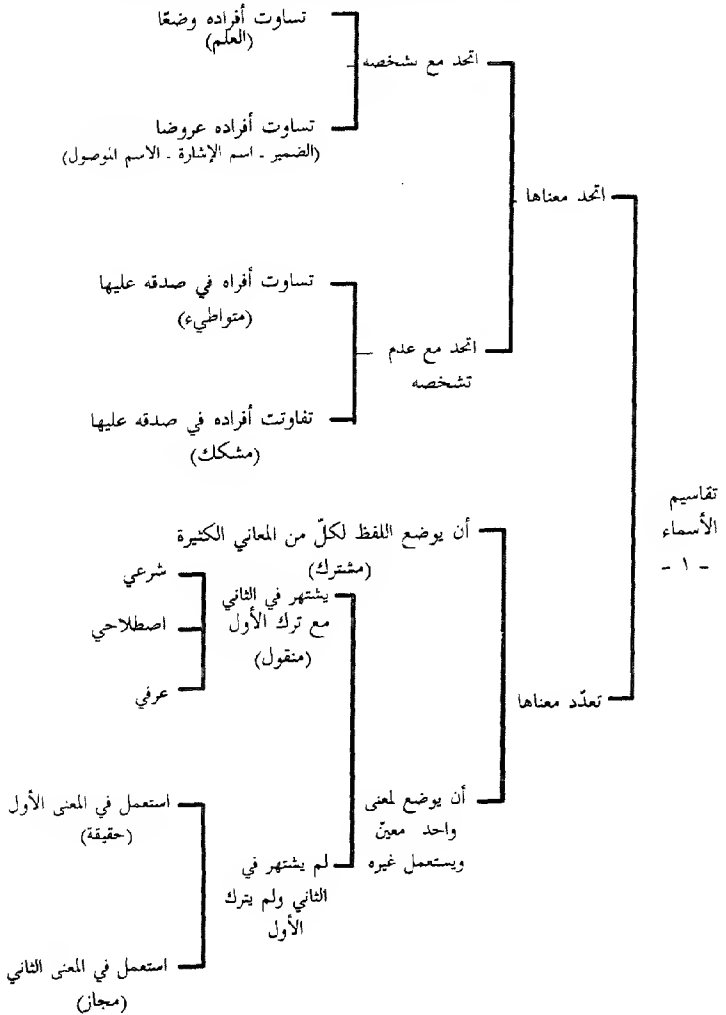 تقاسيم
الأسماء
- ١ -
اتحد معناها
اتحد مع تشخصه
تساوت أفراده وضعًا
(العلم)
تساوت أفراده عروضا
(الضمير - اسم الإشارة - الاسم الموصول)
اتحد مع عدم
تشخصه
تساوت أفراه في صدقه عليها
(متواطيء)
تفاوتت أفراده في صدقه عليها
(مشكك)
تعدّد معناها
أن يوضع اللفظ لكلّ من المعاني الكثيرة
(مشترك)
أن يوضع لمعنى
واحد معينّ
ويستعمل غيره
يشتهر في الثاني
مع ترك الأول
(منقول)
شرعي
اصطلاحي
عرفي
لم يشتهر في
الثاني ولم يترك
الأول
استعمل في المعنى الأول
(حقيقة)
استعمل في المعنى الثاني
(مجاز)